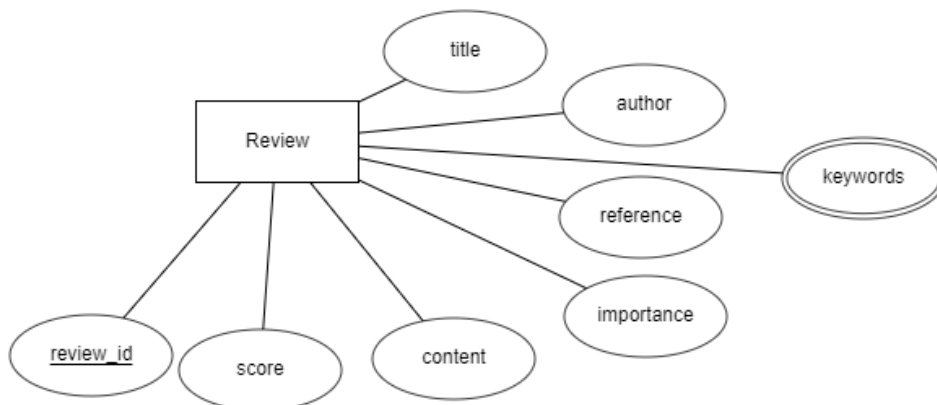 title
author
Review
keywords
reference
importance
review_id
score
content